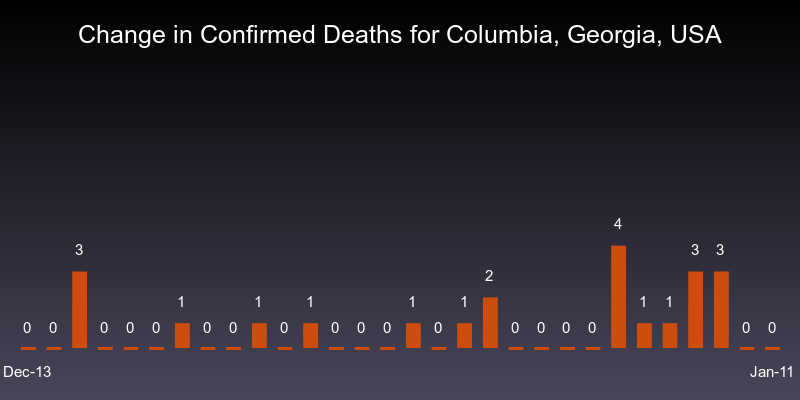 Change in Confirmed Deaths for Columbia, Georgia, USA
4
3 3 3
2
1 1 1 1 1 1 1
0 0 0 0 0 0 0 0 0 0 0 0 0 0 0 0 0 0
Dec-13 Jan-11